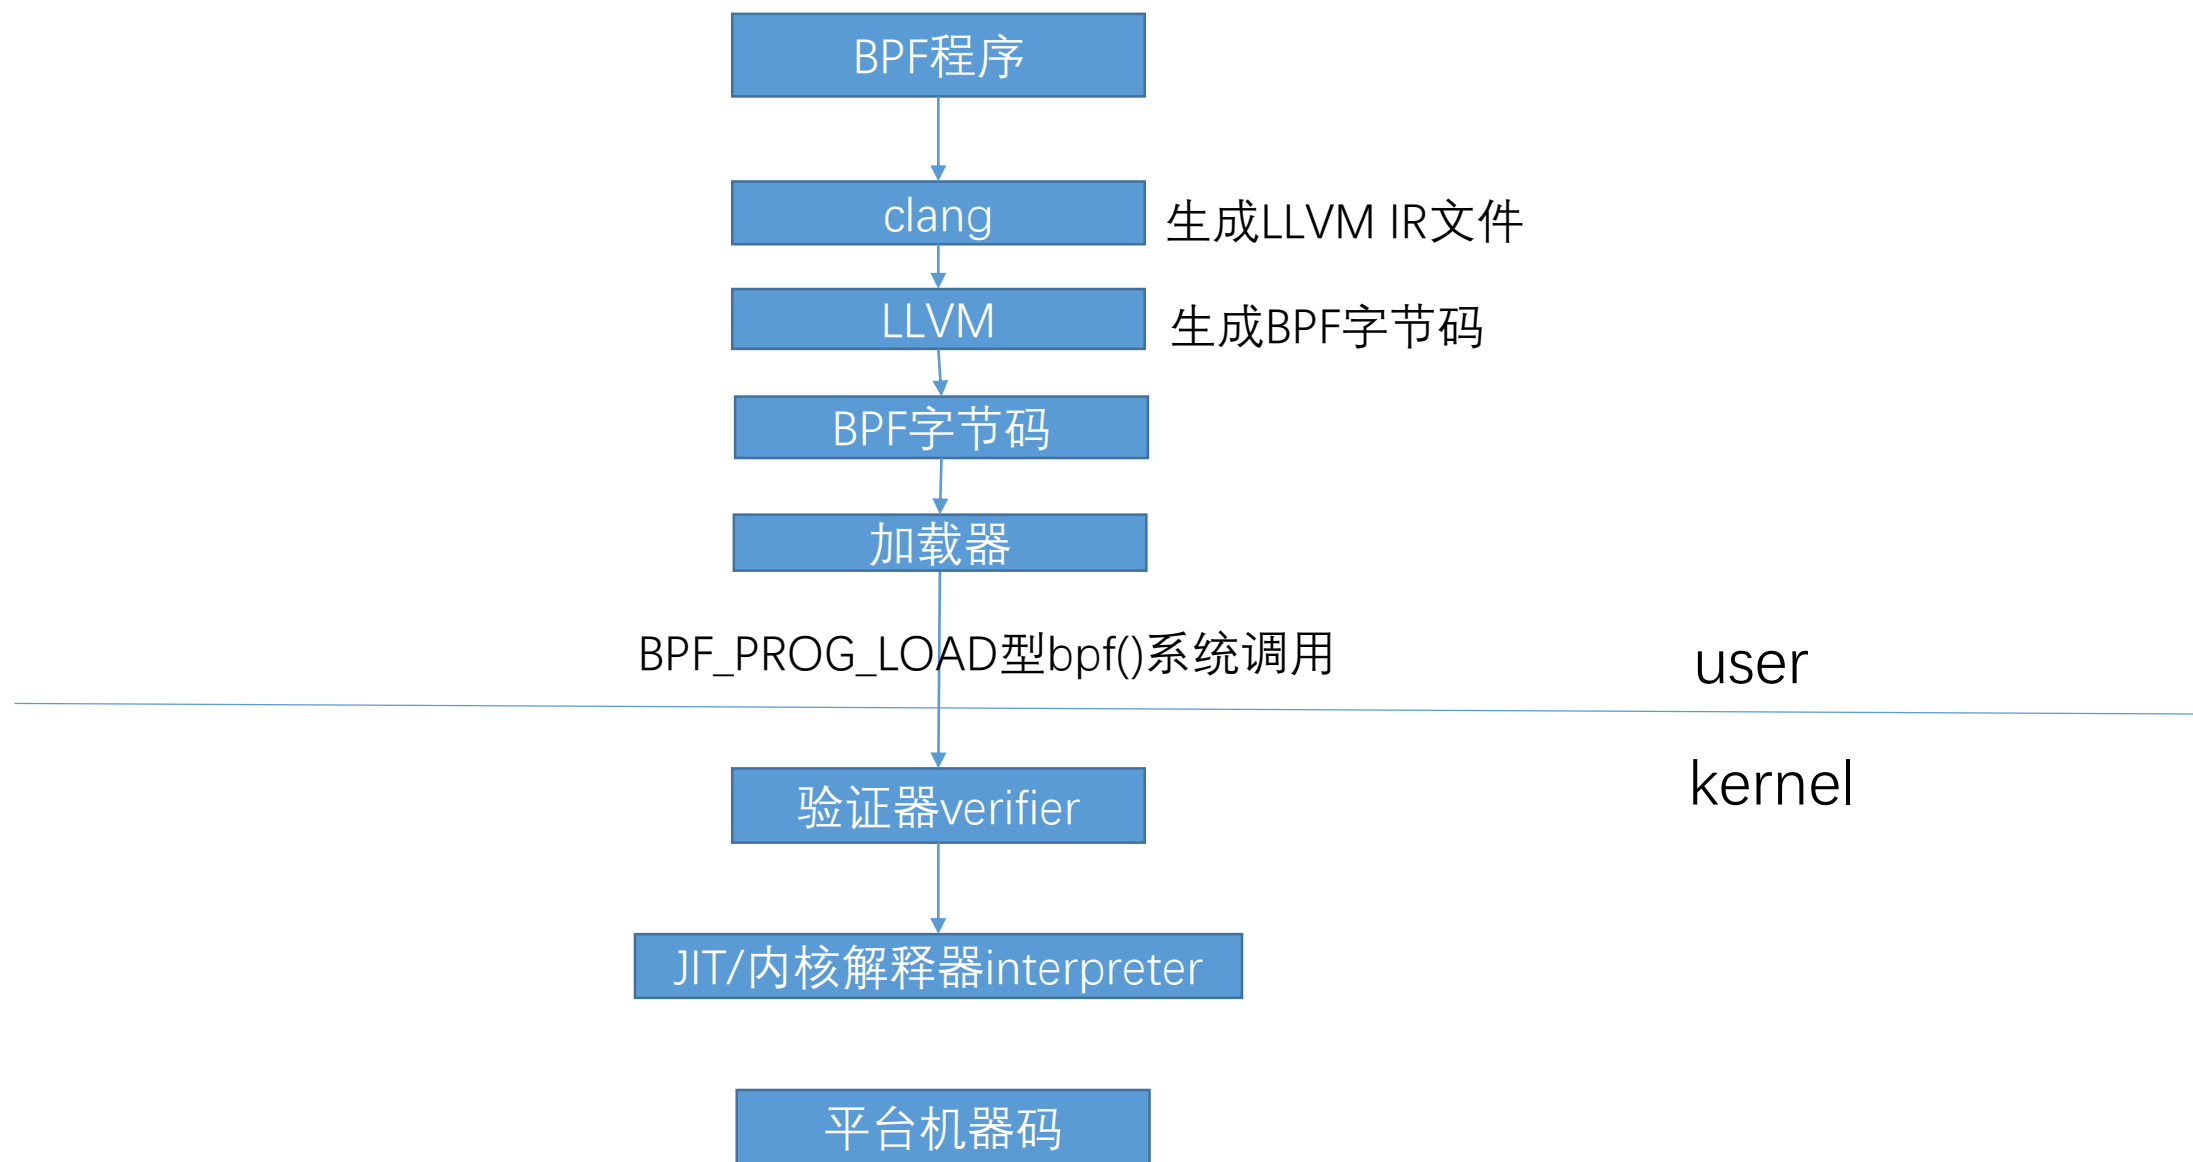 BPF程序
clang
生成LLVM IR文件
LLVM
生成BPF字节码
BPF字节码
加载器
BPF_PROG_LOAD型bpf()系统调用
user
kernel
验证器verifier
JIT/内核解释器interpreter
平台机器码